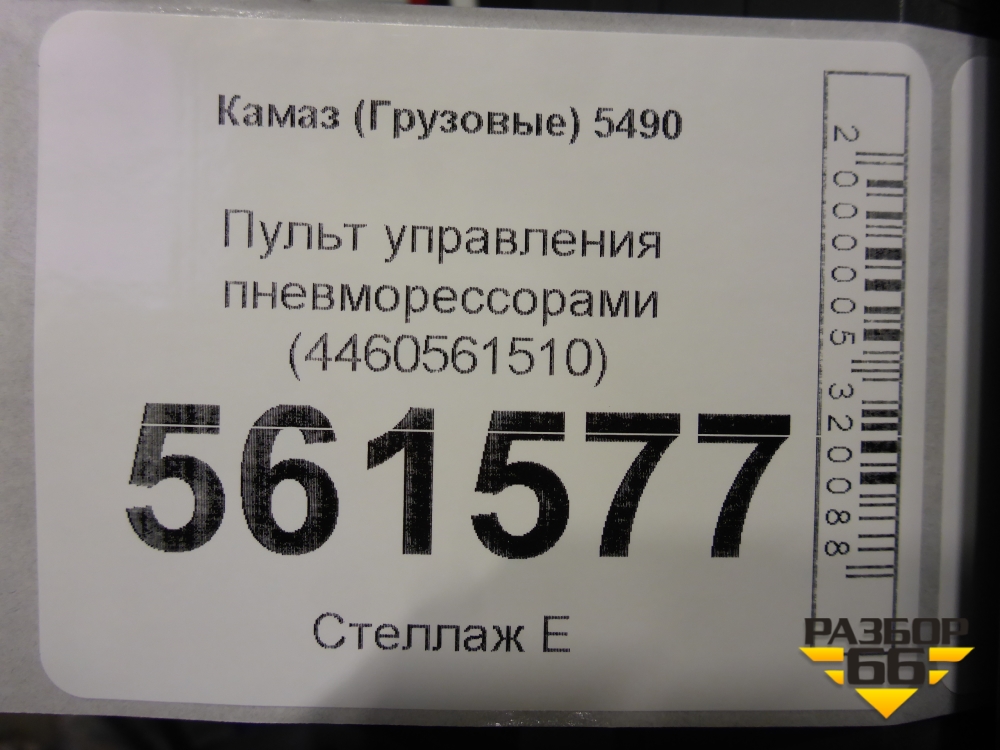 Камаз (Грузовые) 5490
Пульт управления
пневморессорами
(4460561510)
561577
Стеллаж Е
2000005320088
РАЗБОР
66